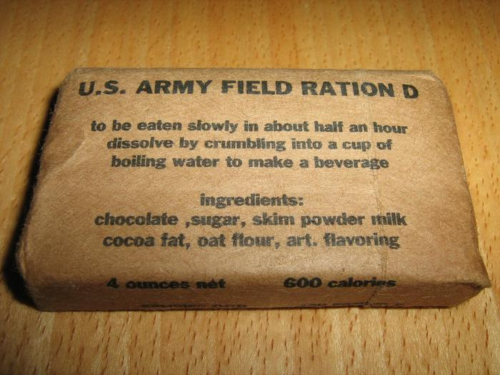 U.S. ARMY FIELD RATION D
to be eaten slowly in about half an hour
dissolve by crumbling into a cup of
boiling water to make a beverage
ingredients:
chocolate ,sugar, skim powder milk
cocoa fat, oat flour, art. flavoring
4 ounces net 600 calories